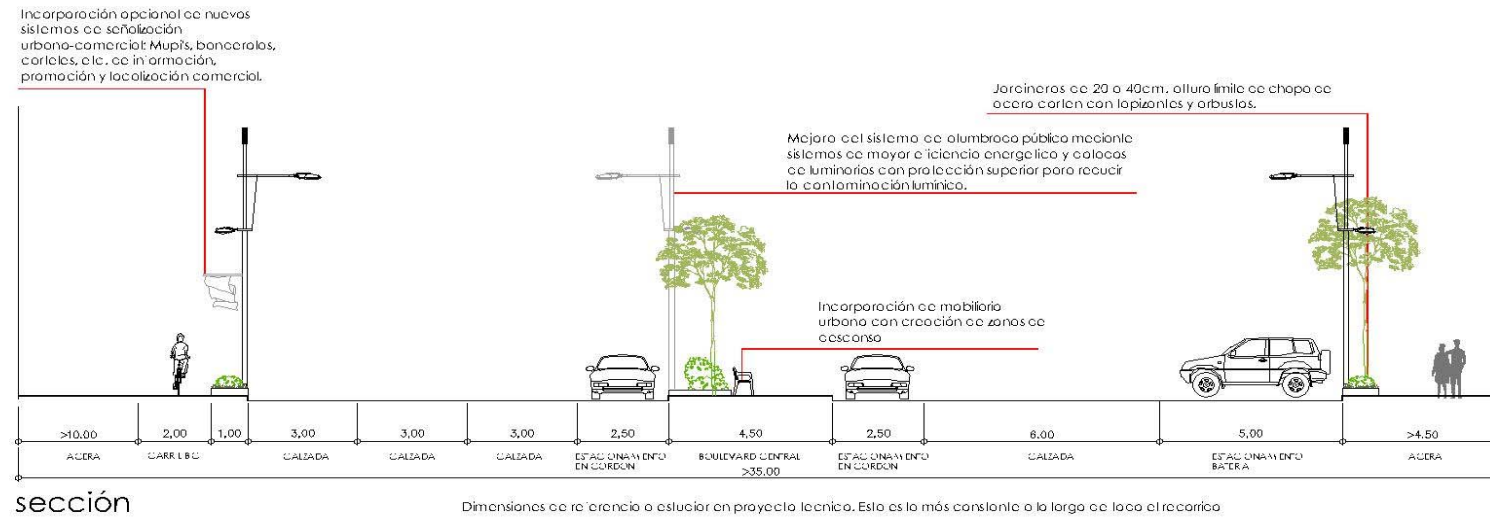 Incorporación opcional de nuevos
sistemas de señalización
urbano-comercial: Mupi's, banderolas,
carteles, etc. de información,
promoción y localización comercial.
Jardineras de 20 a 40cm. altura límite de chapa de
acero corten con tapizantes y arbustos.
Mejora del sistema de alumbrado público mediante
sistemas de mayor eficiencia energetica y colocas
de luminarias con protección superior para reducir
la contaminación lumínica.
Incorporación de mobiliario
urbano con creación de zonas de
descanso
>10.00 2,00 1,00 3,00 3,00 3,00 2,50 4,50 2,50 6.00 5,00 >4.50
ACERA CARRIL BICI CALZADA CALZADA CALZADA ESTACIONAMIENTO BOULEVARD CENTRAL ESTACIONAMIENTO CALZADA ESTACIONAMIENTO ACERA
EN CORDON EN CORDON BATERIA
>35.00
sección
Dimensiones de referencia a estudiar en proyecto tecnico. Esta es la más constante a lo largo de todo el recorrido